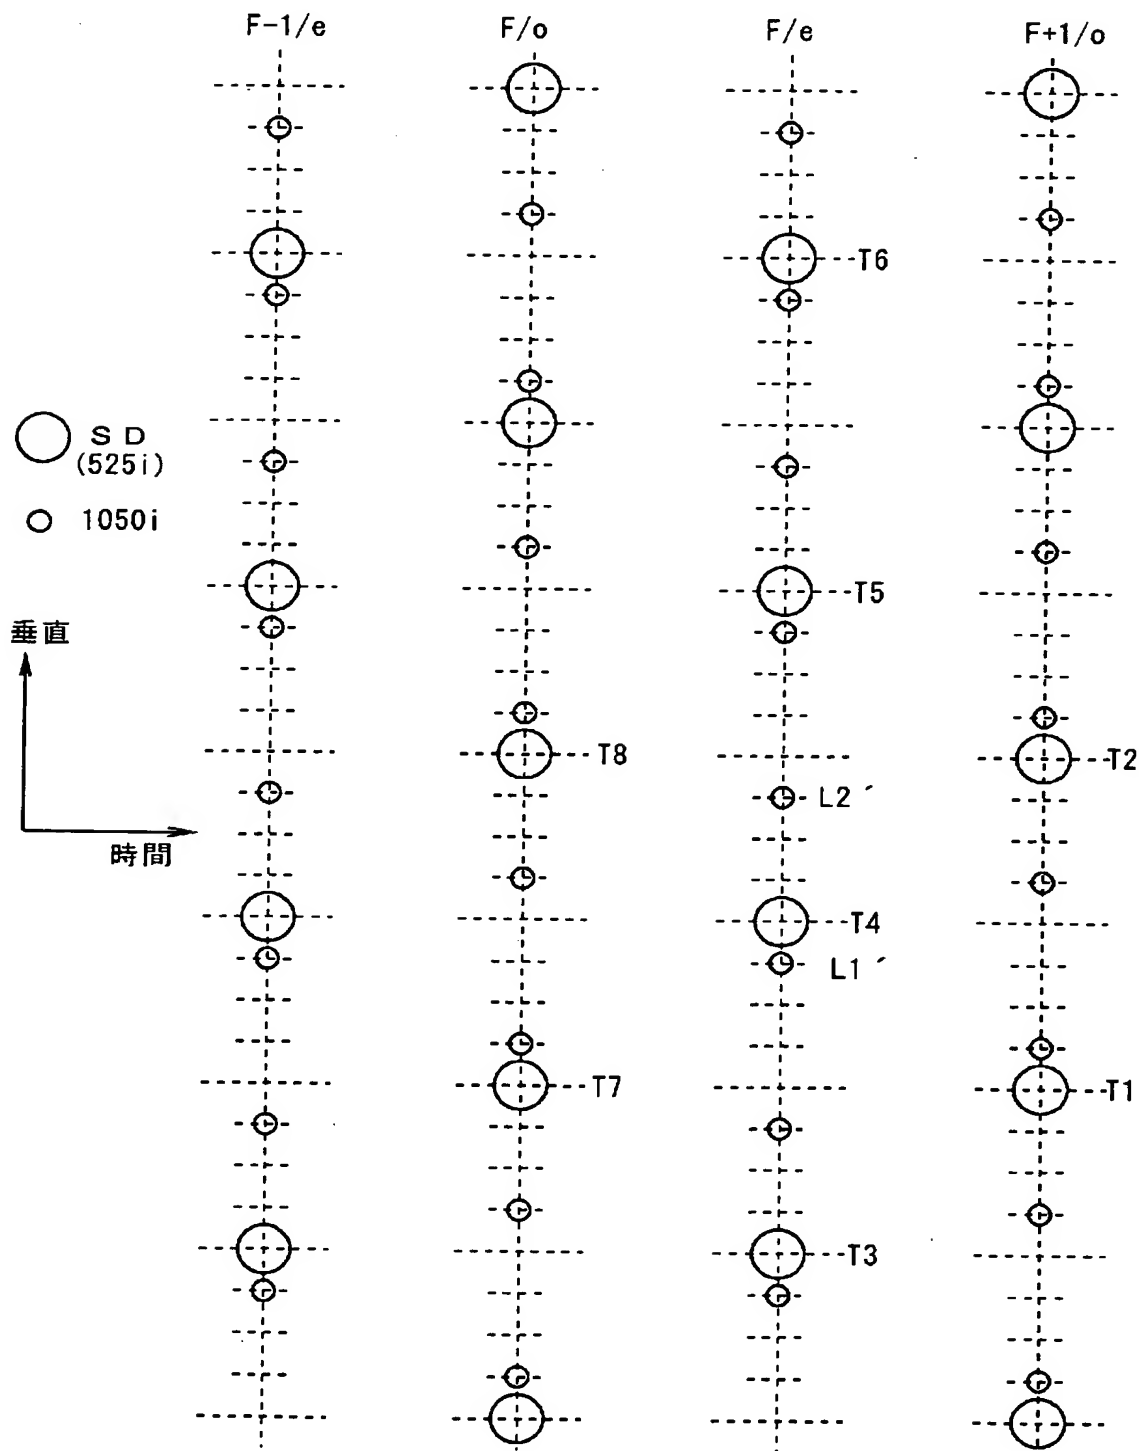 F-1/e
F/o
F/e
F+1/o
T6
SD
(525i)
1050i
T5
垂直
T8
T2
L2´
時間
T4
L1´
T7
T1
T3